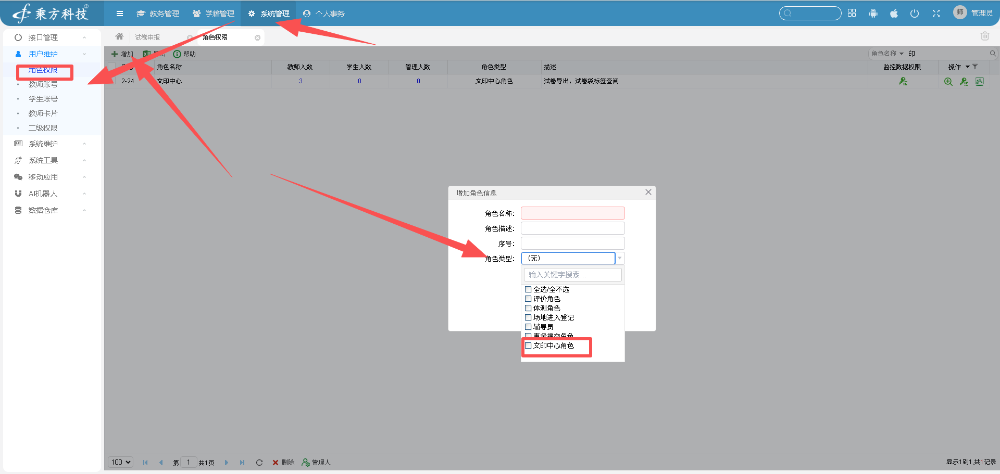 乘方科技
教务管理
学籍管理
系统管理
个人事务
师
管理员
接口管理
用户维护
角色权限
教师账号
学生账号
教师卡片
二级权限
系统维护
系统工具
移动应用
AI机器人
数据仓库
试卷申报
角色权限
增加
帮助
角色名称
印
角色名称
教师人数
学生人数
管理人数
角色类型
描述
监控数据权限
操作
2-24
文印中心
3
0
0
文印中心角色
试卷导出，试卷袋标签查阅
增加角色信息
角色名称：
角色描述：
序号：
角色类型：
（无）
输入关键字搜索...
全选/全不选
评价角色
体测角色
场地进入登记
辅导员
事务提交角色
文印中心角色
100
第 1 共1页
删除
管理人
显示1到1,共1记录